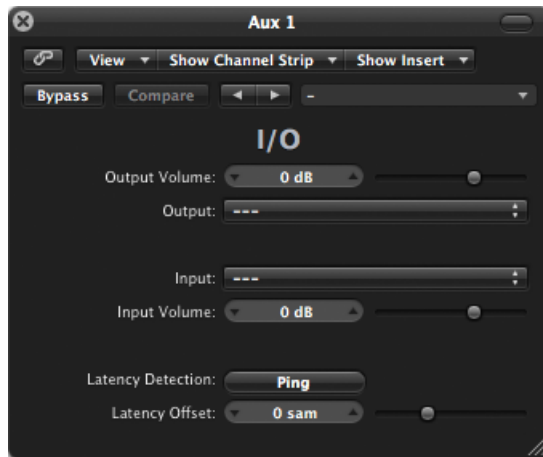 Aux 1
View Show Channel Strip Show Insert
Bypass Compare -
I/O
Output Volume: 0 dB
Output: ---
Input: ---
Input Volume: 0 dB
Latency Detection: Ping
Latency Offset: 0 sam